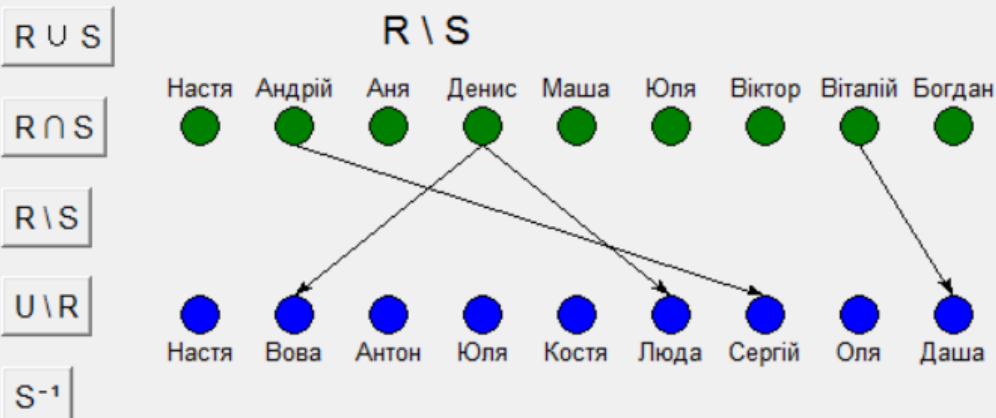 R ∪ S
R \ S
Настя Андрій Аня Денис Маша Юля Віктор Віталій Богдан
R ∩ S
R \ S
U \ R
Настя Вова Антон Юля Костя Люда Сергій Оля Даша
S⁻¹